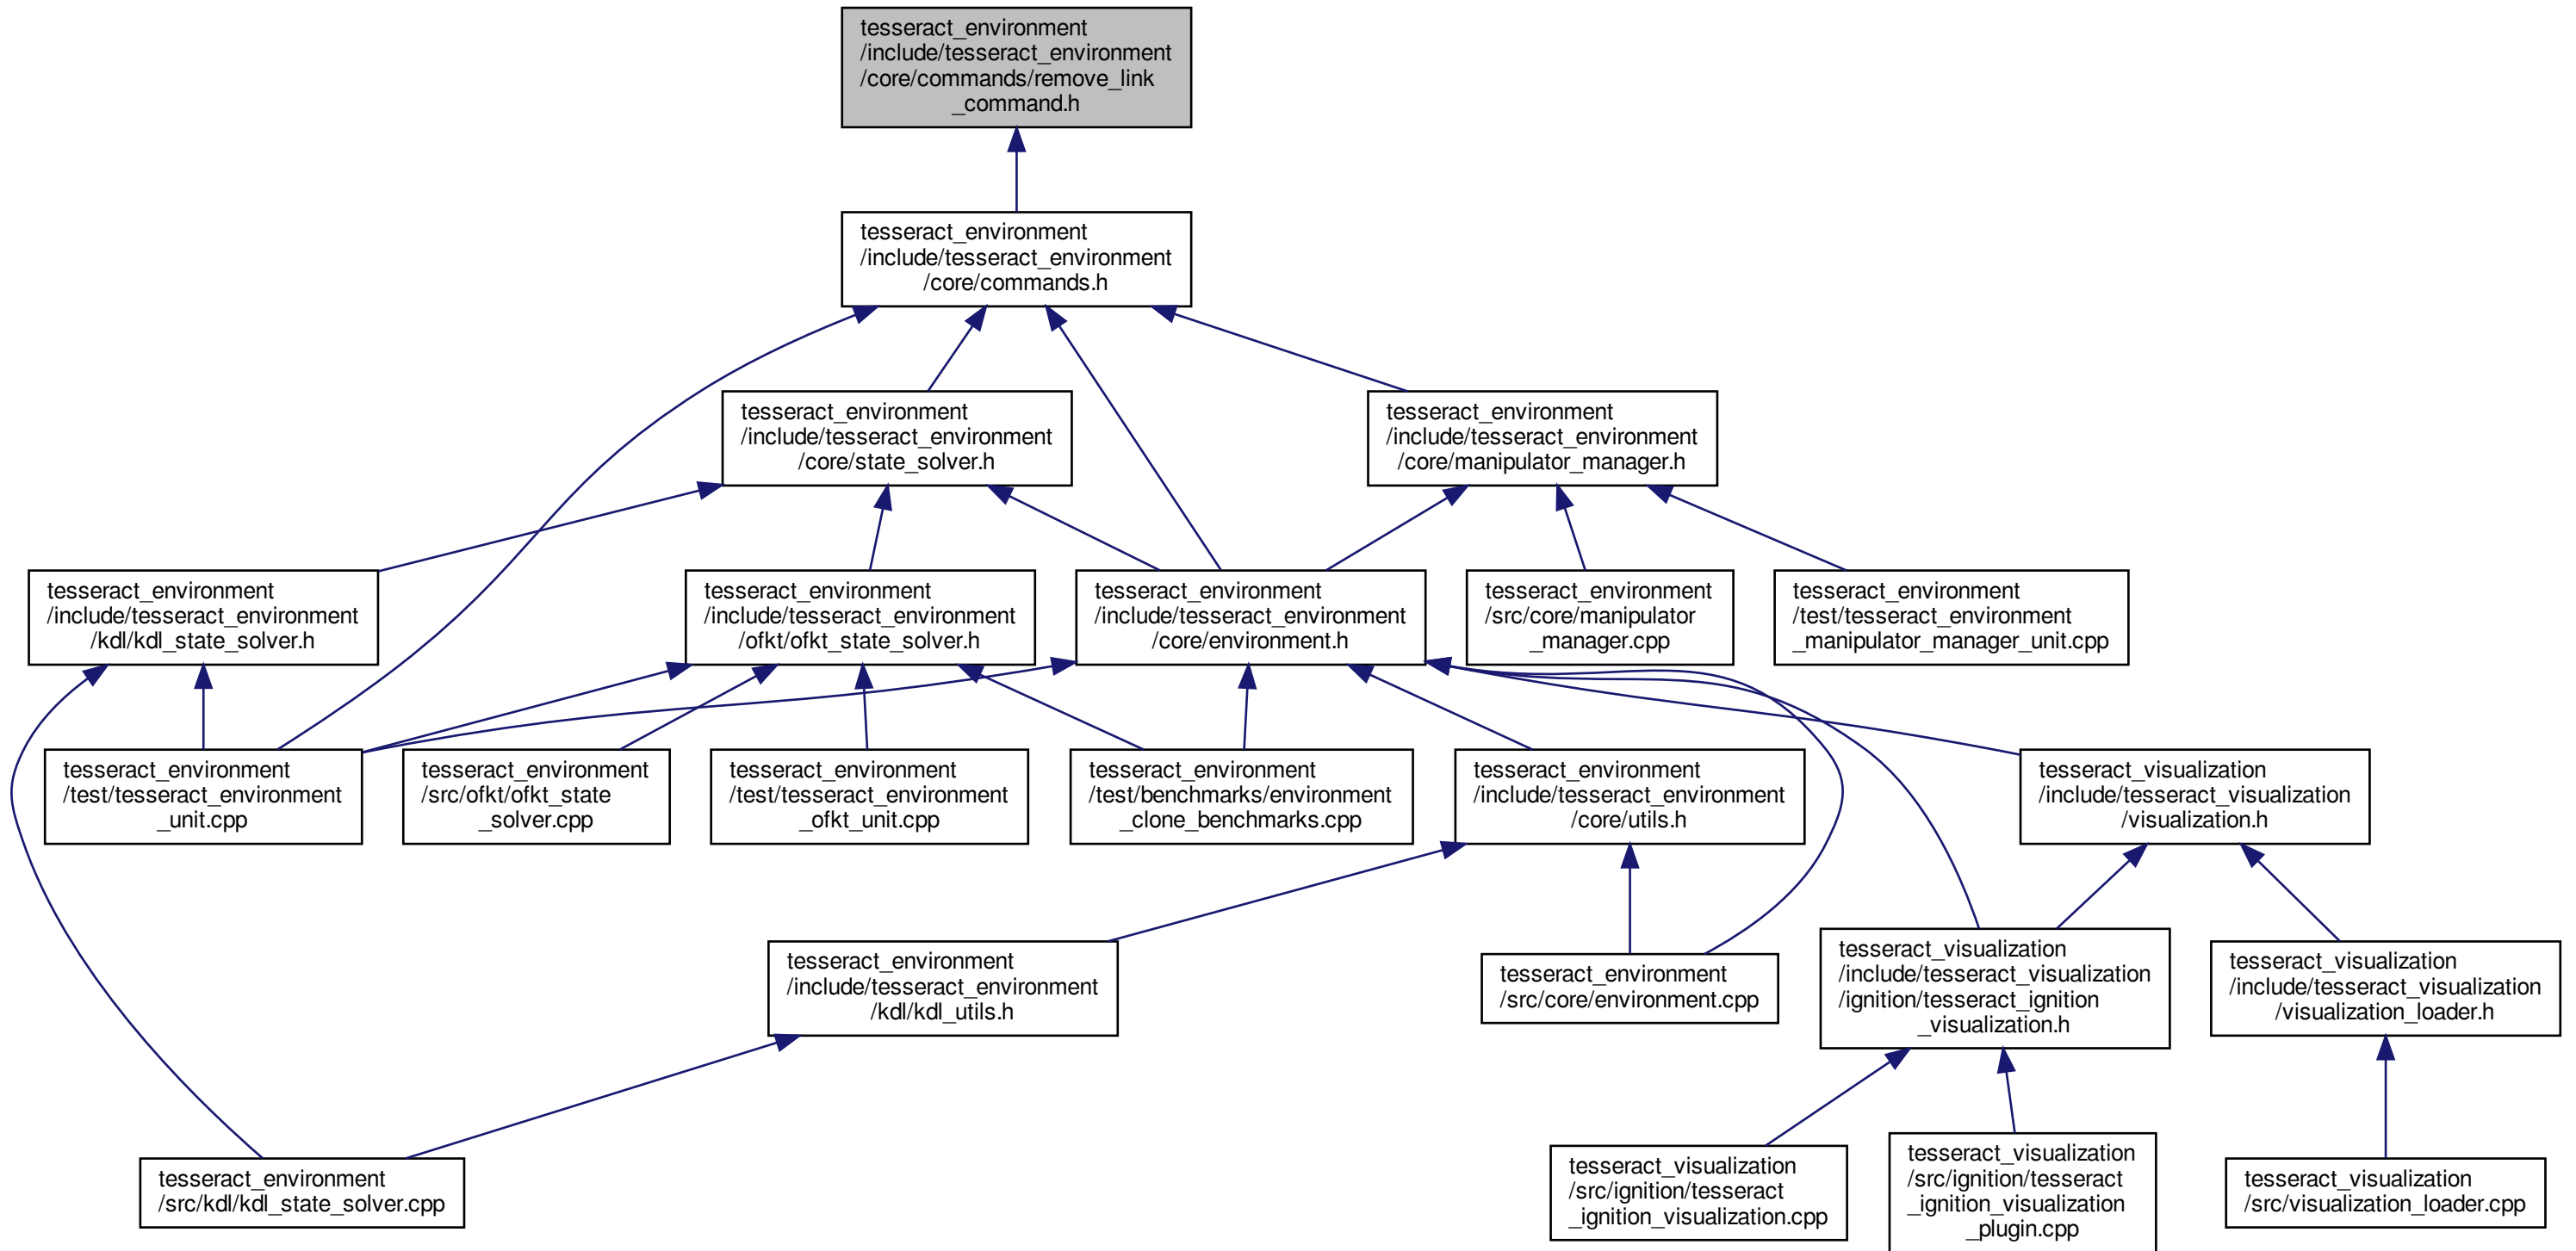 tesseract_environment
/include/tesseract_environment
/core/commands/remove_link
_command.h
tesseract_environment
/include/tesseract_environment
/core/commands.h
tesseract_environment
/include/tesseract_environment
/core/state_solver.h
tesseract_environment
/include/tesseract_environment
/core/manipulator_manager.h
tesseract_environment
/include/tesseract_environment
/kdl/kdl_state_solver.h
tesseract_environment
/include/tesseract_environment
/ofkt/ofkt_state_solver.h
tesseract_environment
/include/tesseract_environment
/core/environment.h
tesseract_environment
/src/core/manipulator
_manager.cpp
tesseract_environment
/test/tesseract_environment
_manipulator_manager_unit.cpp
tesseract_environment
/test/tesseract_environment
_unit.cpp
tesseract_environment
/src/ofkt/ofkt_state
_solver.cpp
tesseract_environment
/test/tesseract_environment
_ofkt_unit.cpp
tesseract_environment
/test/benchmarks/environment
_clone_benchmarks.cpp
tesseract_environment
/include/tesseract_environment
/core/utils.h
tesseract_visualization
/include/tesseract_visualization
/visualization.h
tesseract_environment
/include/tesseract_environment
/kdl/kdl_utils.h
tesseract_environment
/src/core/environment.cpp
tesseract_visualization
/include/tesseract_visualization
/ignition/tesseract_ignition
_visualization.h
tesseract_visualization
/include/tesseract_visualization
/visualization_loader.h
tesseract_environment
/src/kdl/kdl_state_solver.cpp
tesseract_visualization
/src/ignition/tesseract
_ignition_visualization.cpp
tesseract_visualization
/src/ignition/tesseract
_ignition_visualization
_plugin.cpp
tesseract_visualization
/src/visualization_loader.cpp